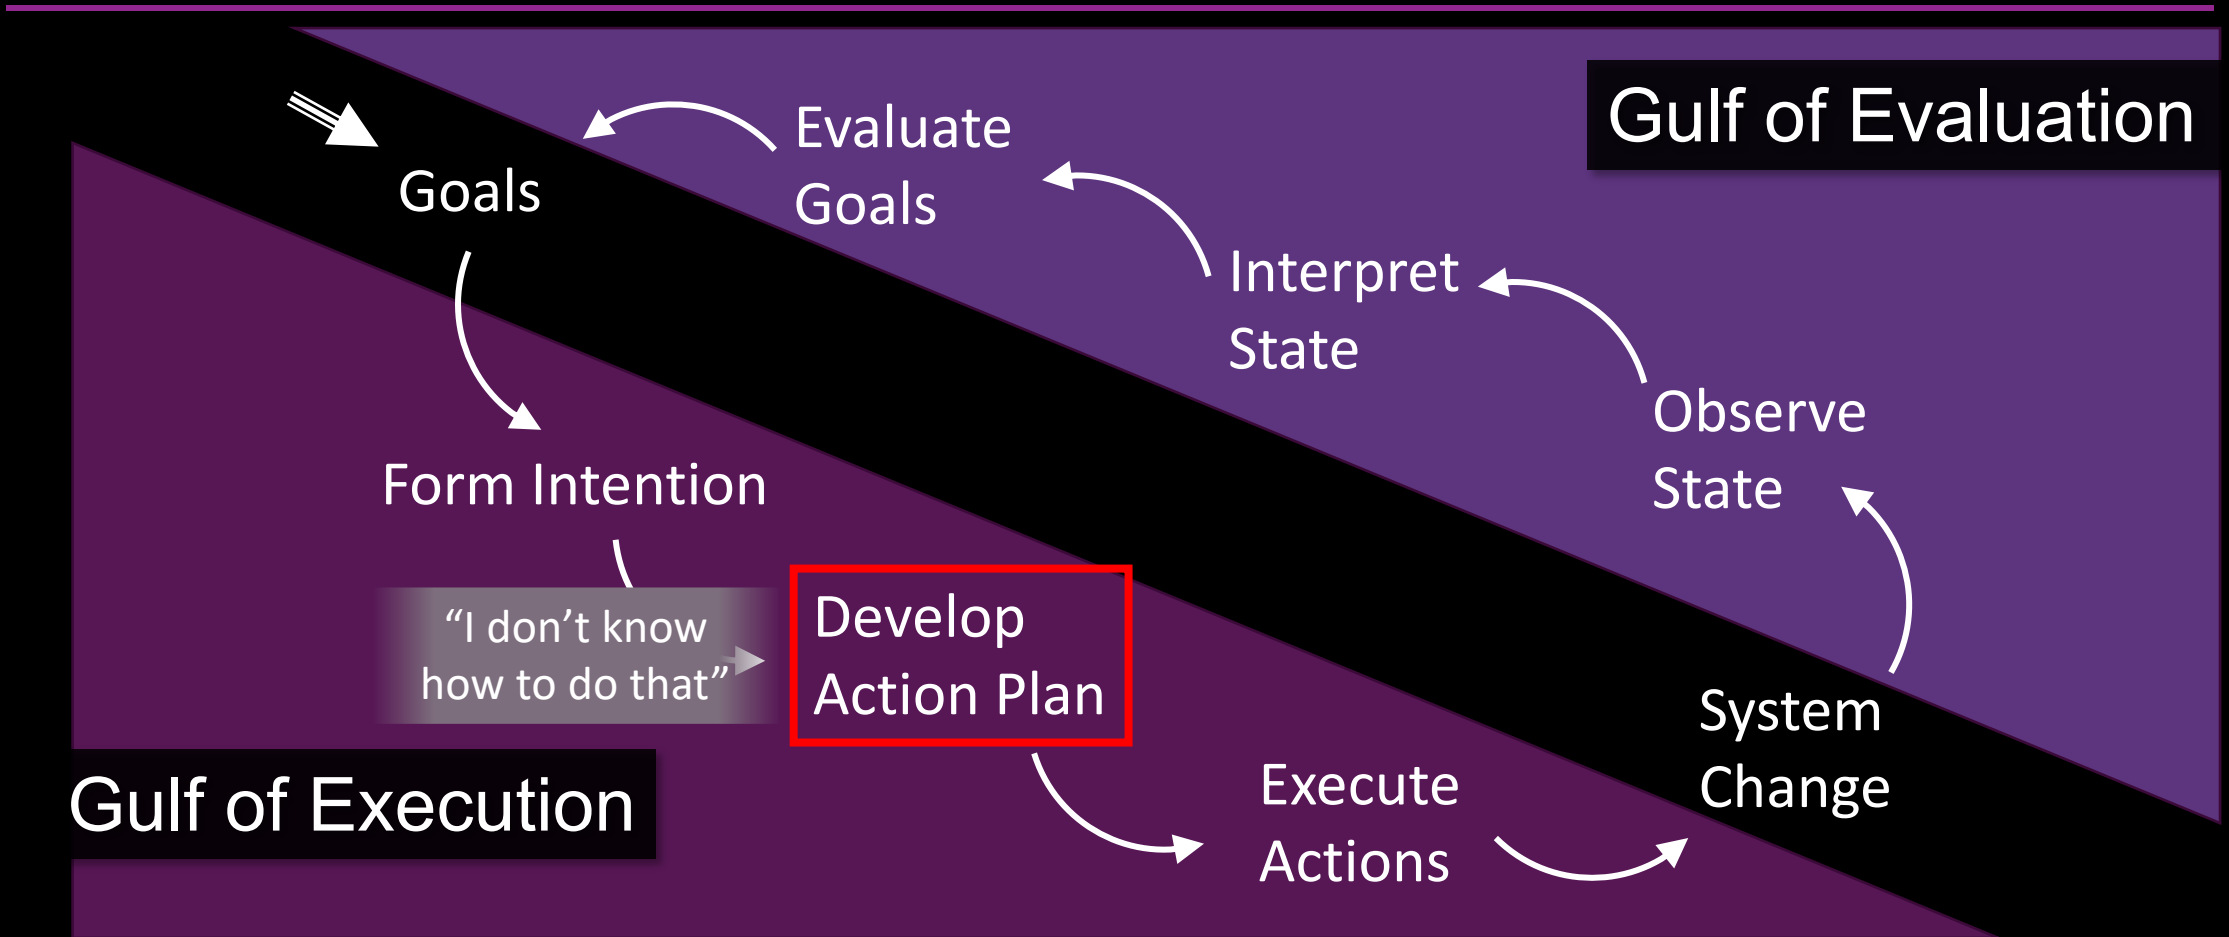 Goals
Evaluate
Goals
Gulf of Evaluation
Interpret
State
Observe
State
Form Intention
“I don’t know
how to do that”
Develop
Action Plan
Gulf of Execution
Execute
Actions
System
Change